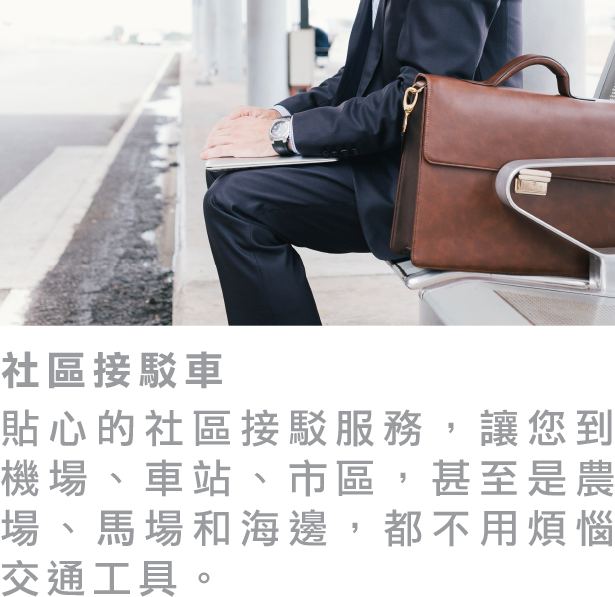 社區接駁車
貼心的社區接駁服務，讓您到
機場、車站、市區，甚至是農
場、馬場和海邊，都不用煩惱
交通工具。